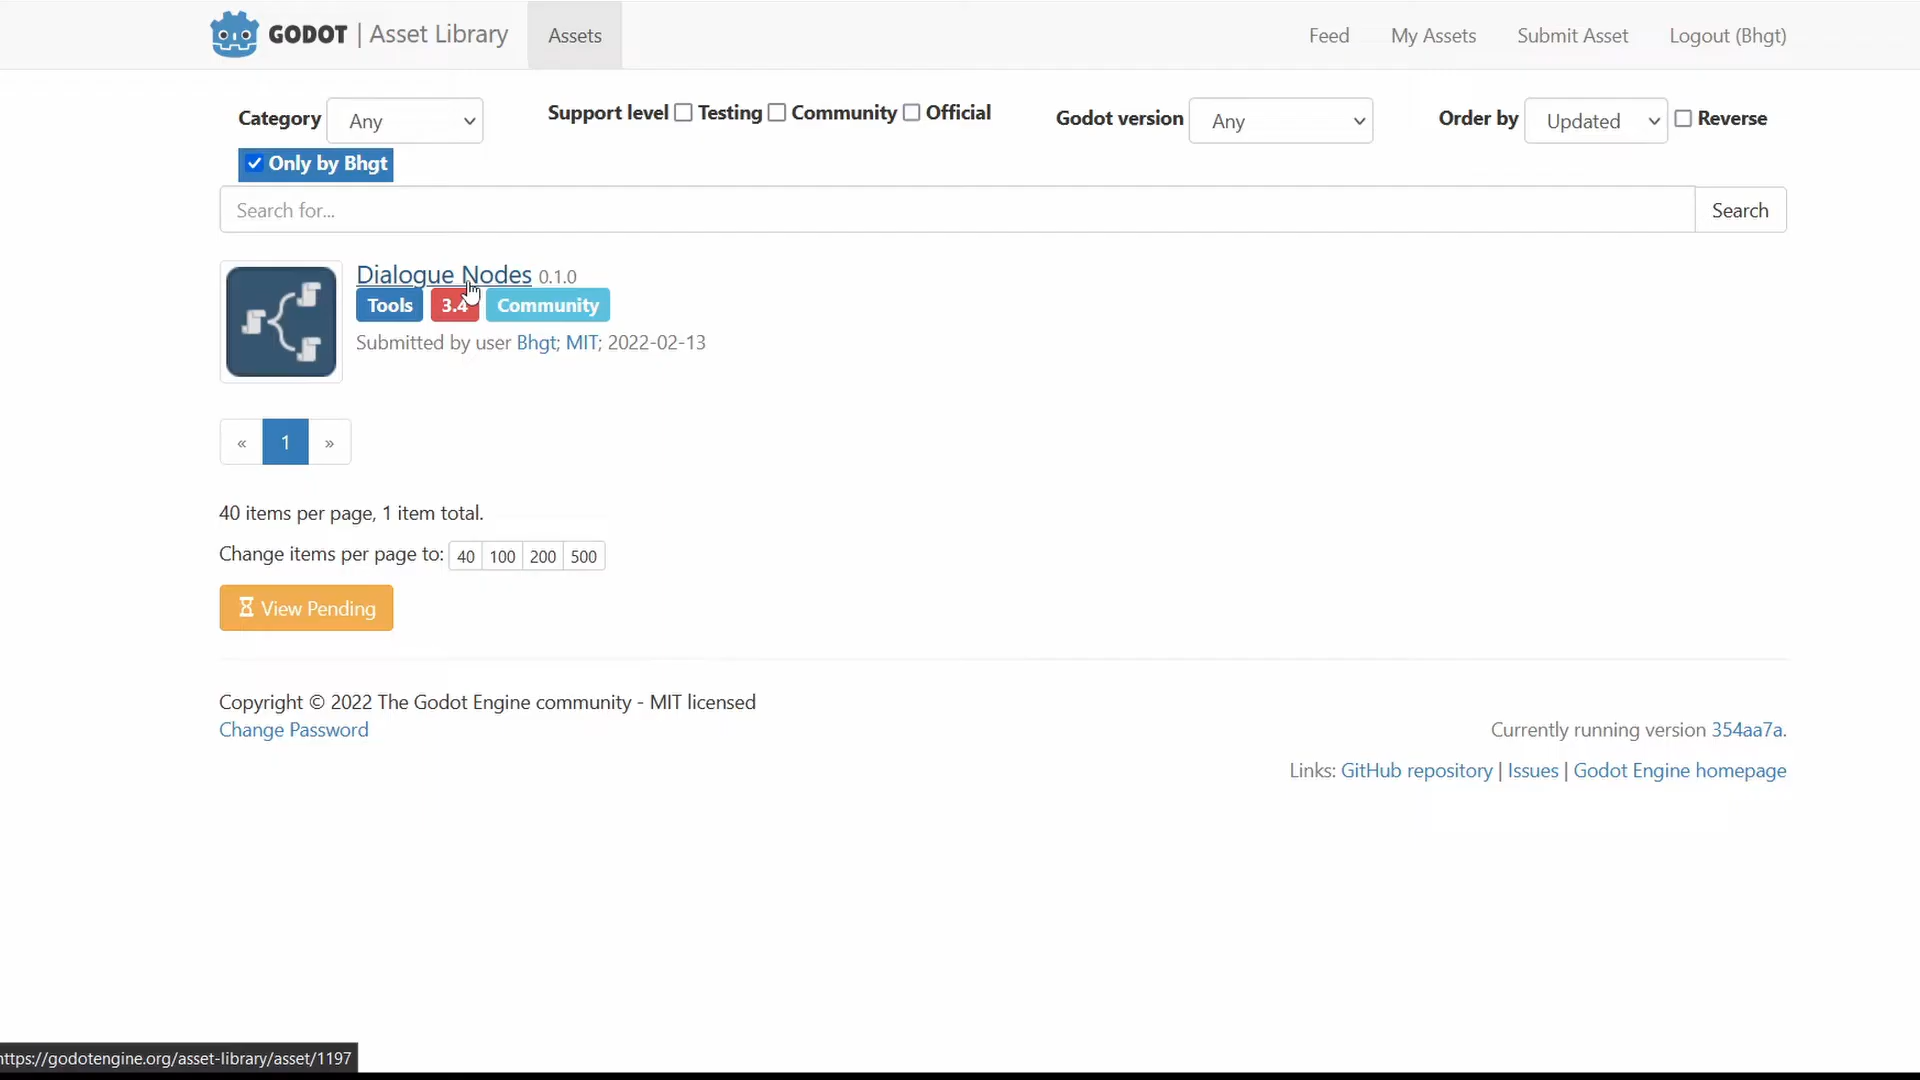 GODOT | Asset Library Assets Feed My Assets Submit Asset Logout (Bhgt)
Category Any Support level Testing Community Official Godot version Any Order by Updated Reverse
Only by Bhgt
Search for... Search
Dialogue Nodes 0.1.0
Tools 3.4 Community
Submitted by user Bhgt; MIT; 2022-02-13
« 1 »
40 items per page, 1 item total.
Change items per page to: 40 100 200 500
View Pending
Copyright © 2022 The Godot Engine community - MIT licensed
Change Password Currently running version 354aa7a.
Links: GitHub repository | Issues | Godot Engine homepage
https://godotengine.org/asset-library/asset/1197